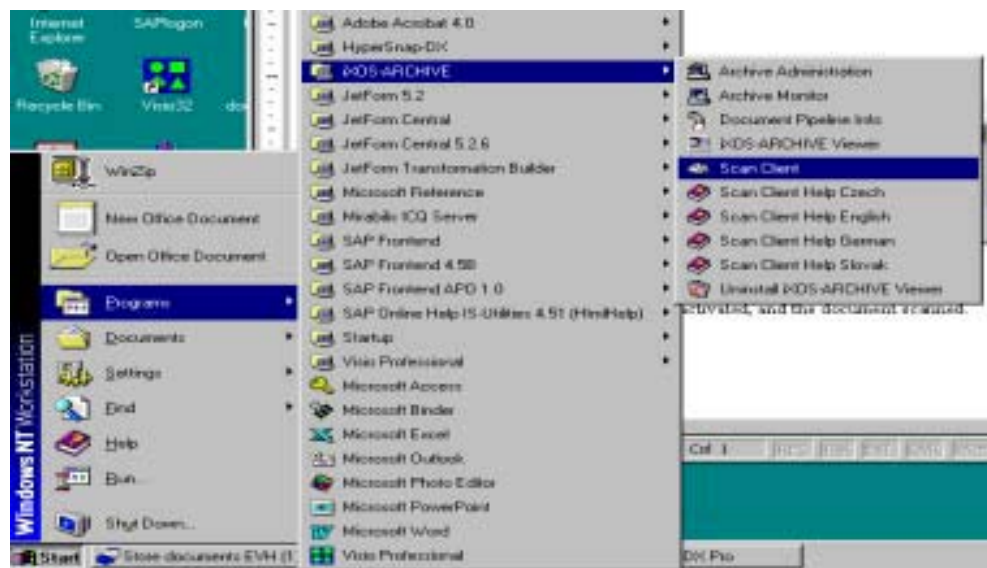 Internet Explorer
SAPlogon
Recycle Bin
Visio32
WinZip
New Office Document
Open Office Document
Programs
Documents
Settings
Find
Help
Run...
Shut Down...
Windows NT Workstation
Adobe Acrobat 4.0
HyperSnap-DX
IXOS-ARCHIVE
JetForm 5.2
JetForm Central
JetForm Central 5.2.6
JetForm Transformation Builder
Microsoft Reference
Mirabilis ICQ Server
SAP Frontend
SAP Frontend 4.5B
SAP Frontend APO 1.0
SAP Online Help IS-Utilities 4.51 (HtmlHelp)
Startup
Visio Professional
Microsoft Access
Microsoft Binder
Microsoft Excel
Microsoft Outlook
Microsoft Photo Editor
Microsoft PowerPoint
Microsoft Word
Visio Professional
Archive Administration
Archive Monitor
Document Pipeline Info
IXOS-ARCHIVE Viewer
Scan Client
Scan Client Help Czech
Scan Client Help English
Scan Client Help German
Scan Client Help Slovak
Uninstall IXOS-ARCHIVE Viewer
activated, and the document scanned.
Col 1
Start
Store documents EVH (1
DX Pro